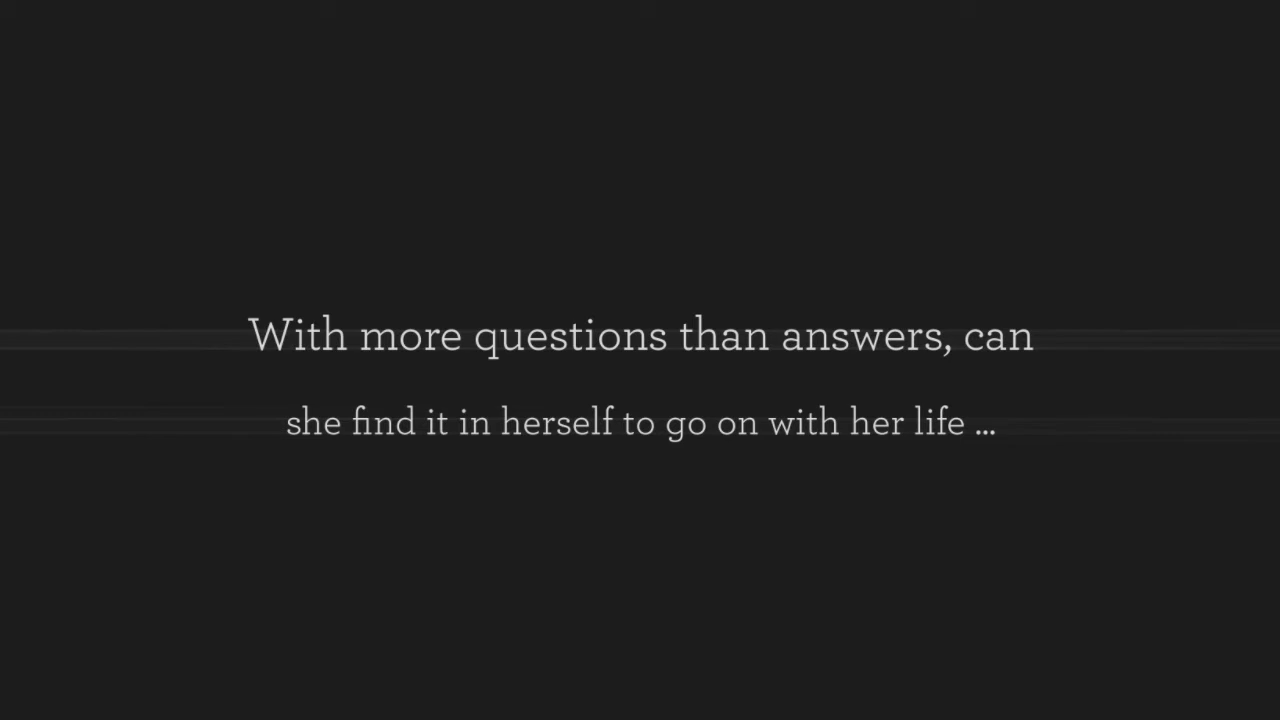 With more questions than answers, can
she find it in herself to go on with her life ...